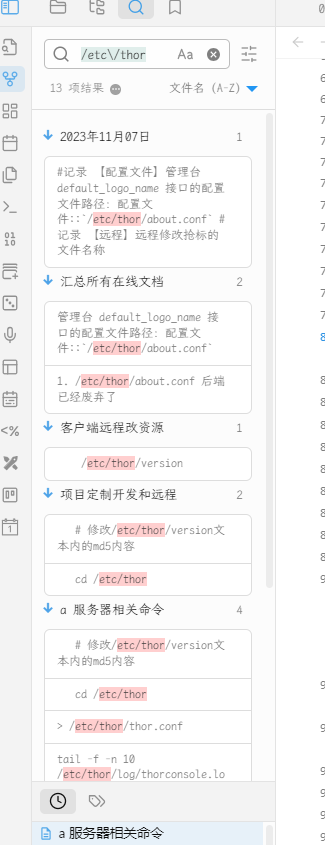 /etc\/thor
Aa
13 项结果
文件名 (A-Z)
2023年11月07日
1
#记录 【配置文件】管理台
default_logo_name 接口的配置
文件路径: 配置文
件::`/etc/thor/about.conf` #
记录 【远程】远程修改抢标的
文件名称
汇总所有在线文档
2
管理台 default_logo_name 接
口的配置文件路径: 配置文
件::`/etc/thor/about.conf`
1. /etc/thor/about.conf 后端
已经废弃了
客户端远程改资源
1
/etc/thor/version
项目定制开发和远程
2
# 修改/etc/thor/version文
本内的md5内容
cd /etc/thor
a 服务器相关命令
4
# 修改/etc/thor/version文
本内的md5内容
cd /etc/thor
> /etc/thor/thor.conf
tail -f -n 10
/etc/thor/log/thorconsole.lo
a 服务器相关命令